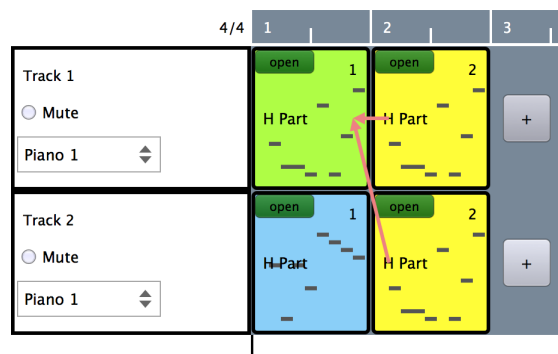 4/4 1 2 3
Track 1
Mute
Piano 1
open 1
H Part
open 2
H Part
+
Track 2
Mute
Piano 1
open 1
H Part
open 2
H Part
+